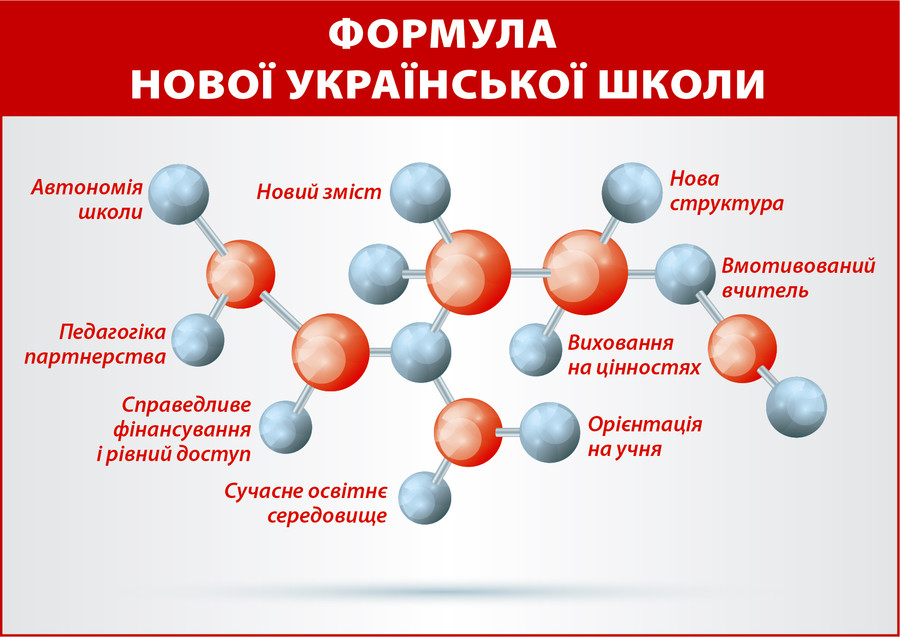 ФОРМУЛА
НОВОЇ УКРАЇНСЬКОЇ ШКОЛИ
Автономія
школи
Новий зміст
Нова
структура
Вмотивований
вчитель
Педагогіка
партнерства
Виховання
на цінностях
Справедливе
фінансування
і рівний доступ
Орієнтація
на учня
Сучасне освітнє
середовище